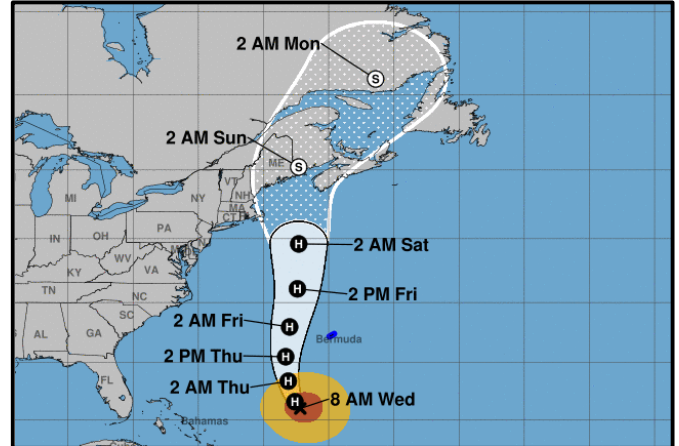 2 AM Mon
S
2 AM Sun
ME
S
VT
NH
MI
NY
MA
CT
PA
2 AM Sat
H
IN
OH
NJ
WV
KY
VA
2 PM Fri
H
TN
NC
2 AM Fri
H
SC
AL
GA
Bermuda
2 PM Thu
H
FL
2 AM Thu
H
8 AM Wed
H
Bahamas